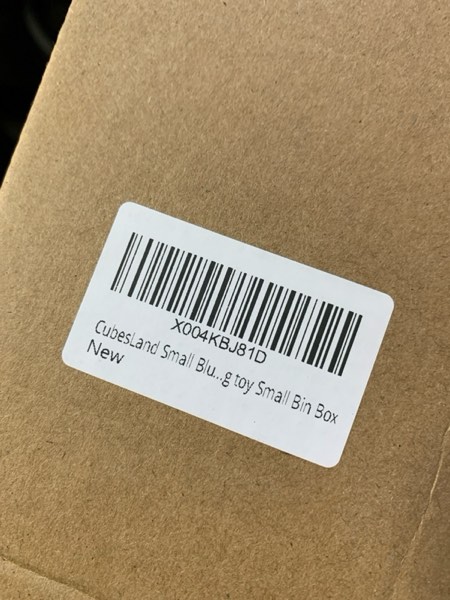 X004KBJ81D
CubesLand Small Blu...g toy Small Bin Box
New